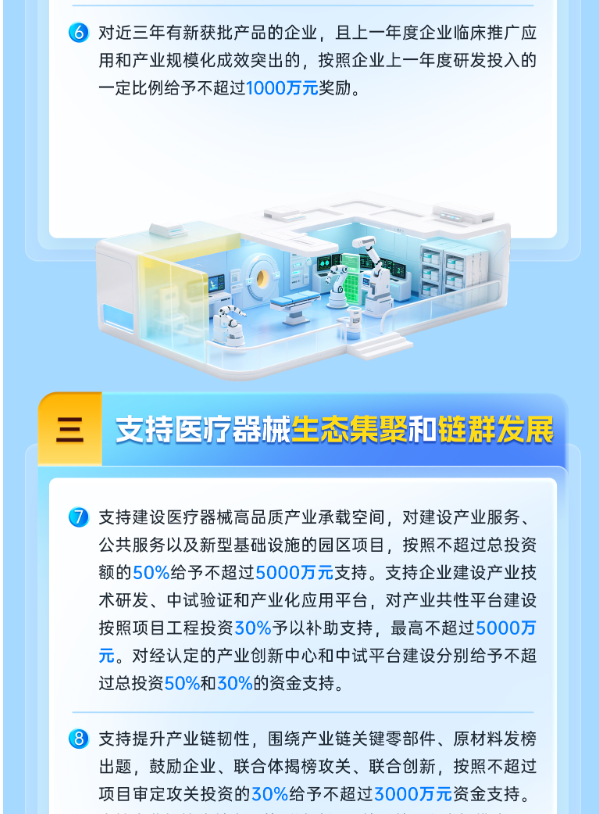 6 对近三年有新获批产品的企业，且上一年度企业临床推广应
用和产业规模化成效突出的，按照企业上一年度研发投入的
一定比例给予不超过1000万元奖励。
三 支持医疗器械生态集聚和链群发展
7 支持建设医疗器械高品质产业承载空间，对建设产业服务、
公共服务以及新型基础设施的园区项目，按照不超过总投资
额的50%给予不超过5000万元支持。支持企业建设产业技
术研发、中试验证和产业化应用平台，对产业共性平台建设
按照项目工程投资30%予以补助支持，最高不超过5000万
元。对经认定的产业创新中心和中试平台建设分别给予不超
过总投资50%和30%的资金支持。
8 支持提升产业链韧性，围绕产业链关键零部件、原材料发榜
出题，鼓励企业、联合体揭榜攻关、联合创新，按照不超过
项目审定攻关投资的30%给予不超过3000万元资金支持。